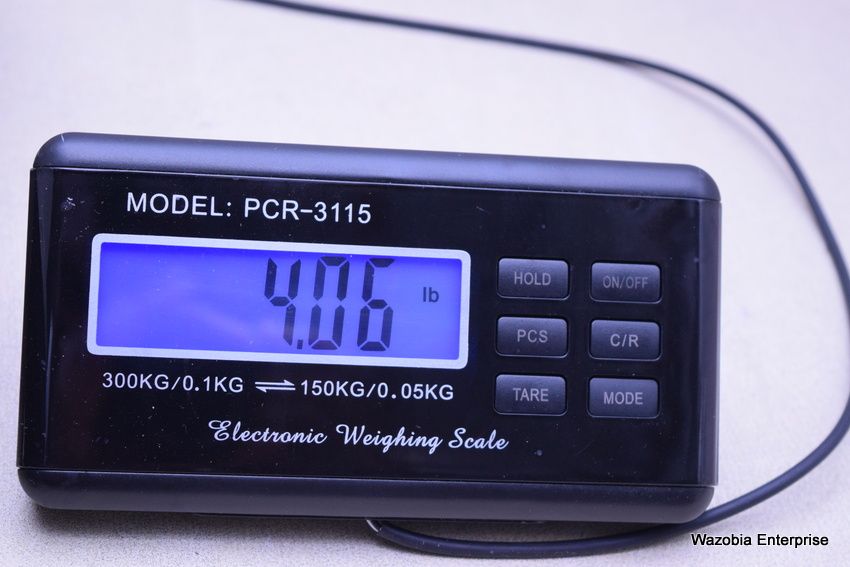 MODEL: PCR-3115
4.06 lb
HOLD ON/OFF
PCS C/R
TARE MODE
300KG/0.1KG ⇌ 150KG/0.05KG
Electronic Weighing Scale
Wazobia Enterprise